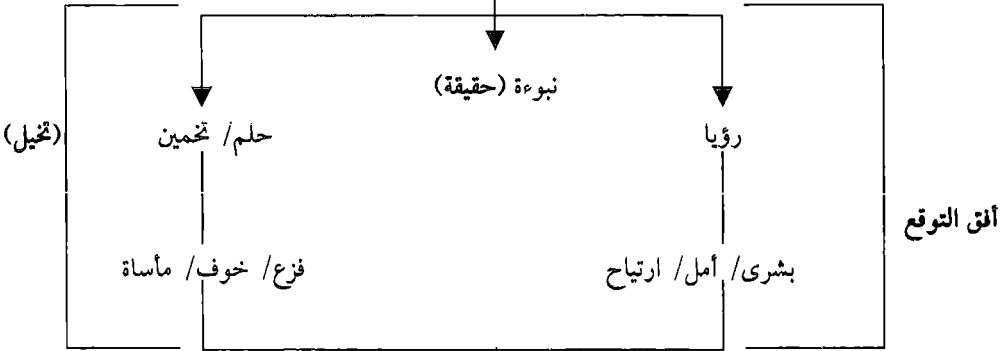 نبوءة (حقيقة)
رؤيا
حلم/ تخمين
(تخيل)
أفق التوقع
بشرى/ أمل/ ارتياح
فزع/ خوف/ مأساة